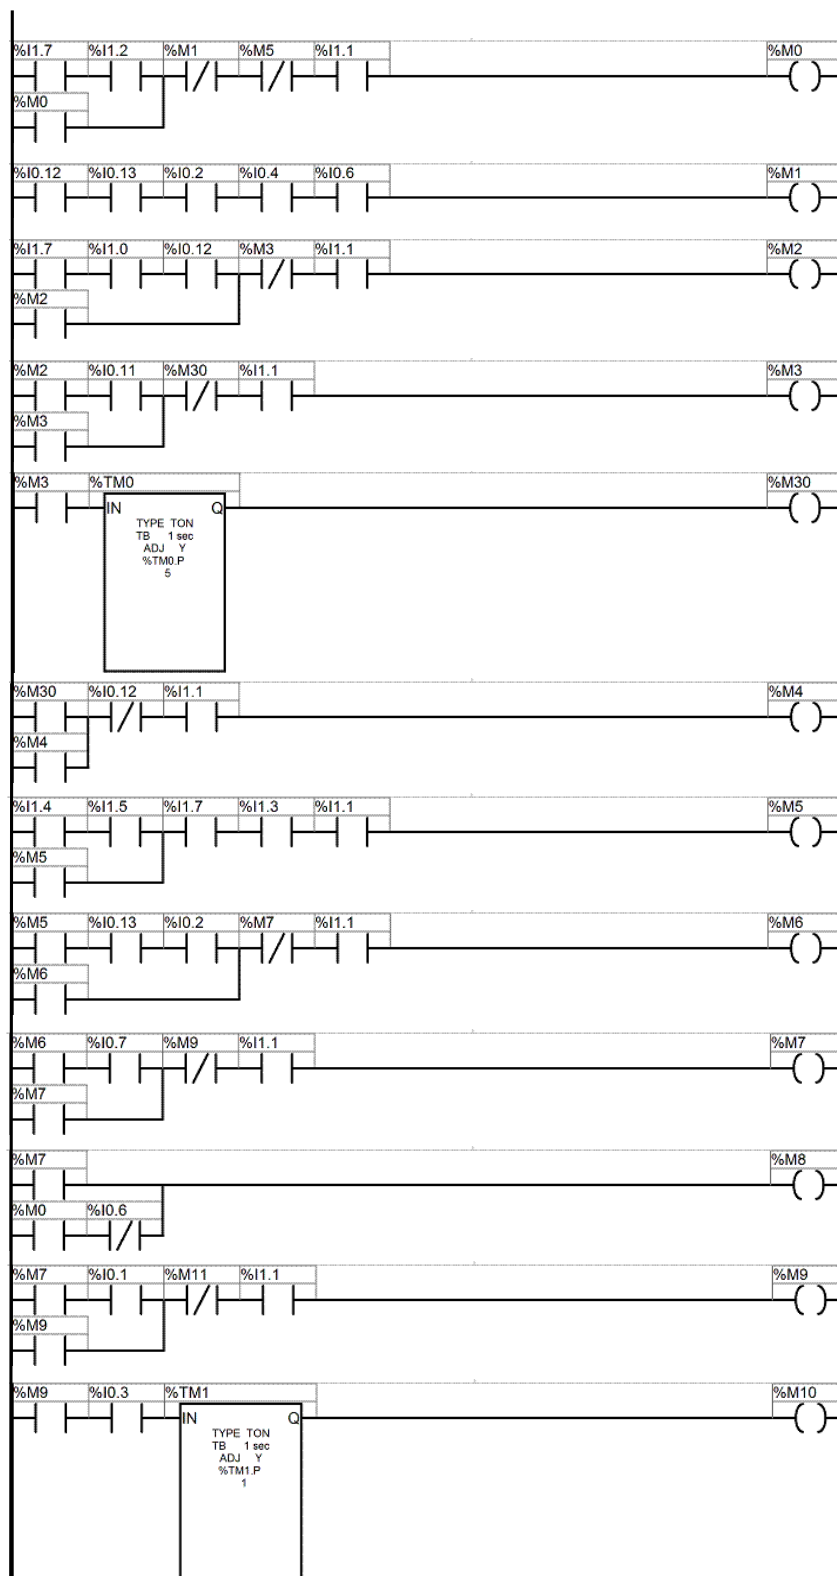 %I1.7 %I1.2 %M1 %M5 %I1.1 %M0
%M0
%I0.12 %I0.13 %I0.2 %I0.4 %I0.6 %M1
%I1.7 %I1.0 %I0.12 %M3 %I1.1 %M2
%M2
%M2 %I0.11 %M30 %I1.1 %M3
%M3
%M3 %TM0 %M30
IN Q
TYPE TON
TB 1 sec
ADJ Y
%TM0.P
5
%M30 %I0.12 %I1.1 %M4
%M4
%I1.4 %I1.5 %I1.7 %I1.3 %I1.1 %M5
%M5
%M5 %I0.13 %I0.2 %M7 %I1.1 %M6
%M6
%M6 %I0.7 %M9 %I1.1 %M7
%M7
%M7 %M8
%M0 %I0.6
%M7 %I0.1 %M11 %I1.1 %M9
%M9
%M9 %I0.3 %TM1 %M10
IN Q
TYPE TON
TB 1 sec
ADJ Y
%TM1.P
1